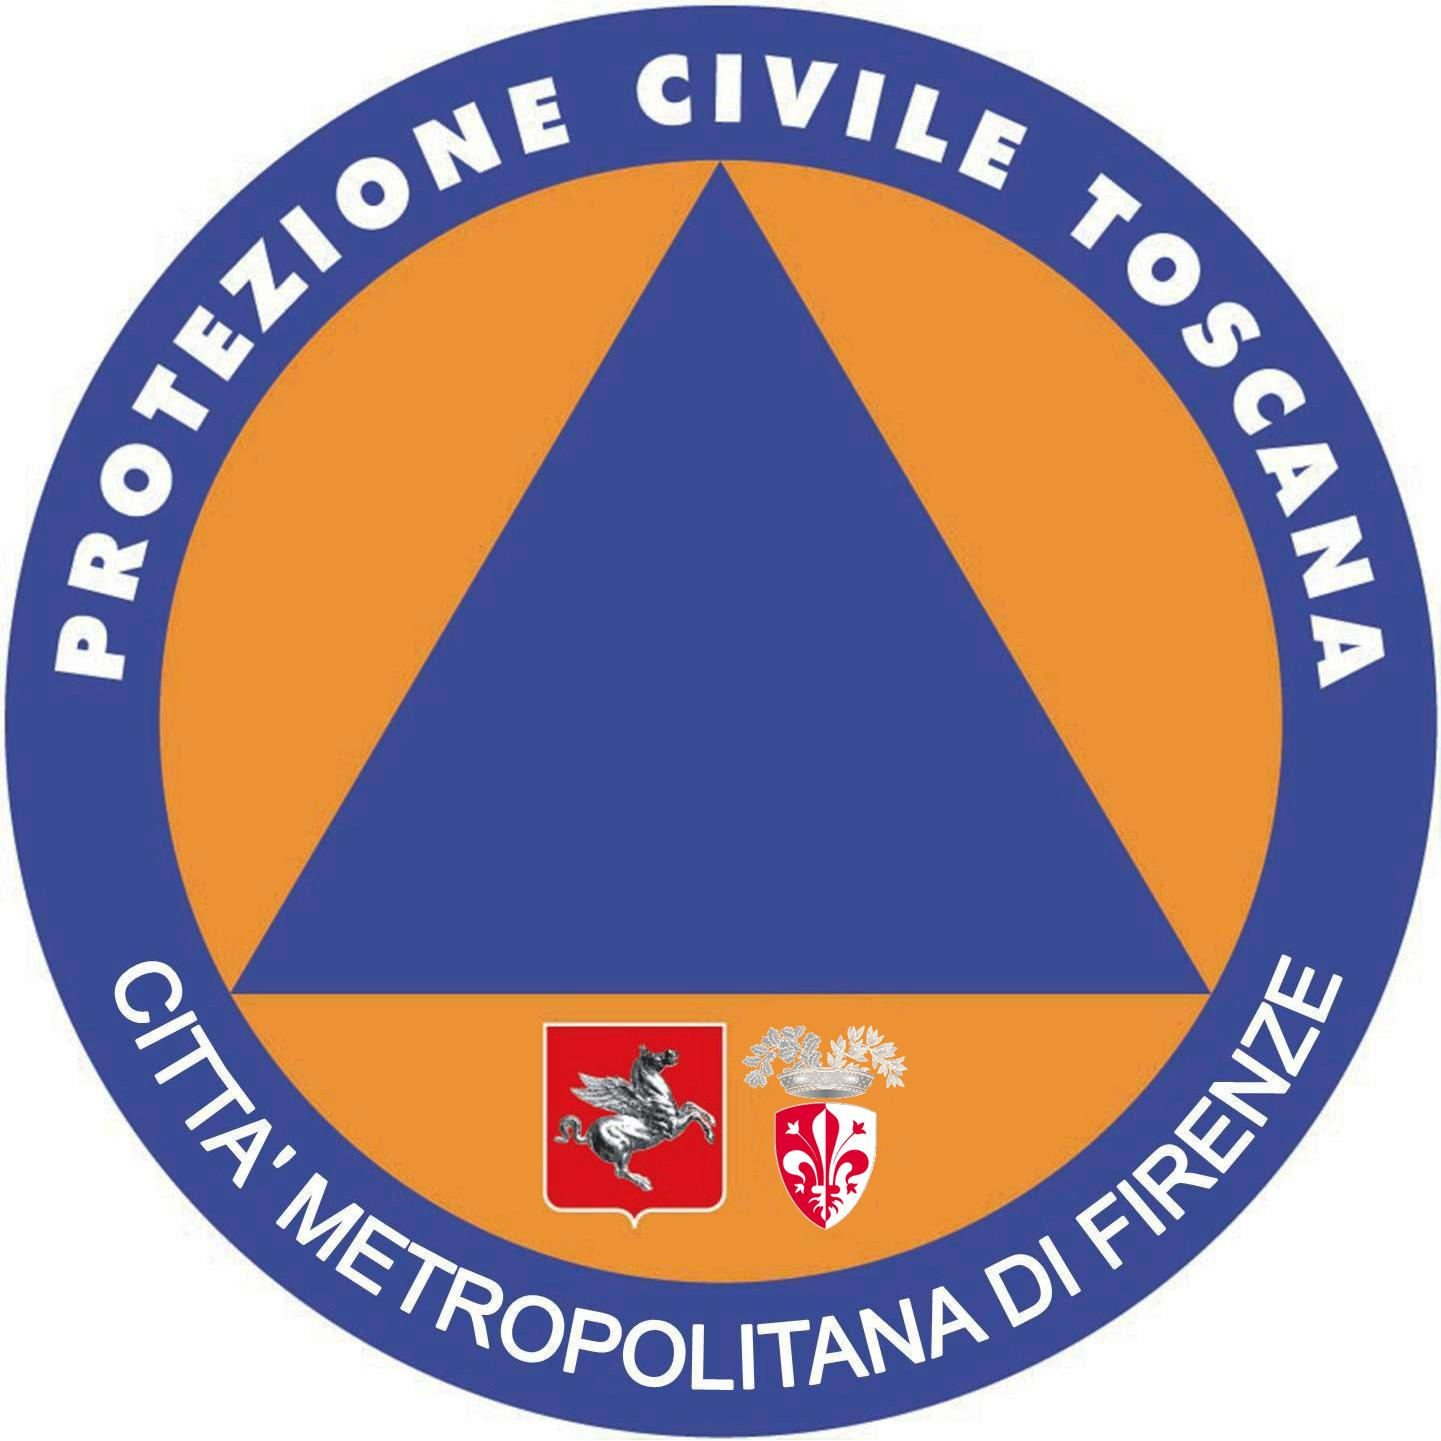 PROTEZIONE CIVILE TOSCANA
CITTA' METROPOLITANA DI FIRENZE